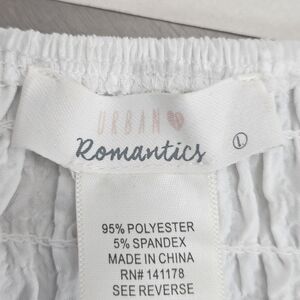 URBAN
Romantics
L
95% POLYESTER
5% SPANDEX
MADE IN CHINA
RN# 141178
SEE REVERSE